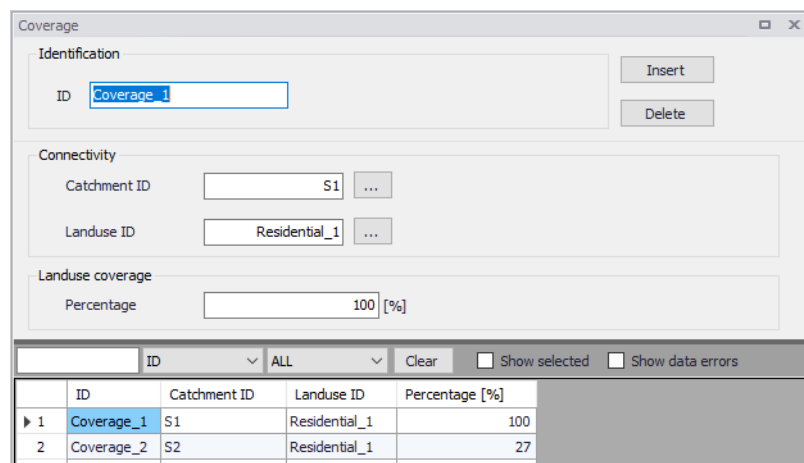 Coverage
Identification
ID Coverage_1
Insert
Delete
Connectivity
Catchment ID S1 ...
Landuse ID Residential_1 ...
Landuse coverage
Percentage 100 [%]
ID ALL Clear Show selected Show data errors
ID Catchment ID Landuse ID Percentage [%]
1 Coverage_1 S1 Residential_1 100
2 Coverage_2 S2 Residential_1 27